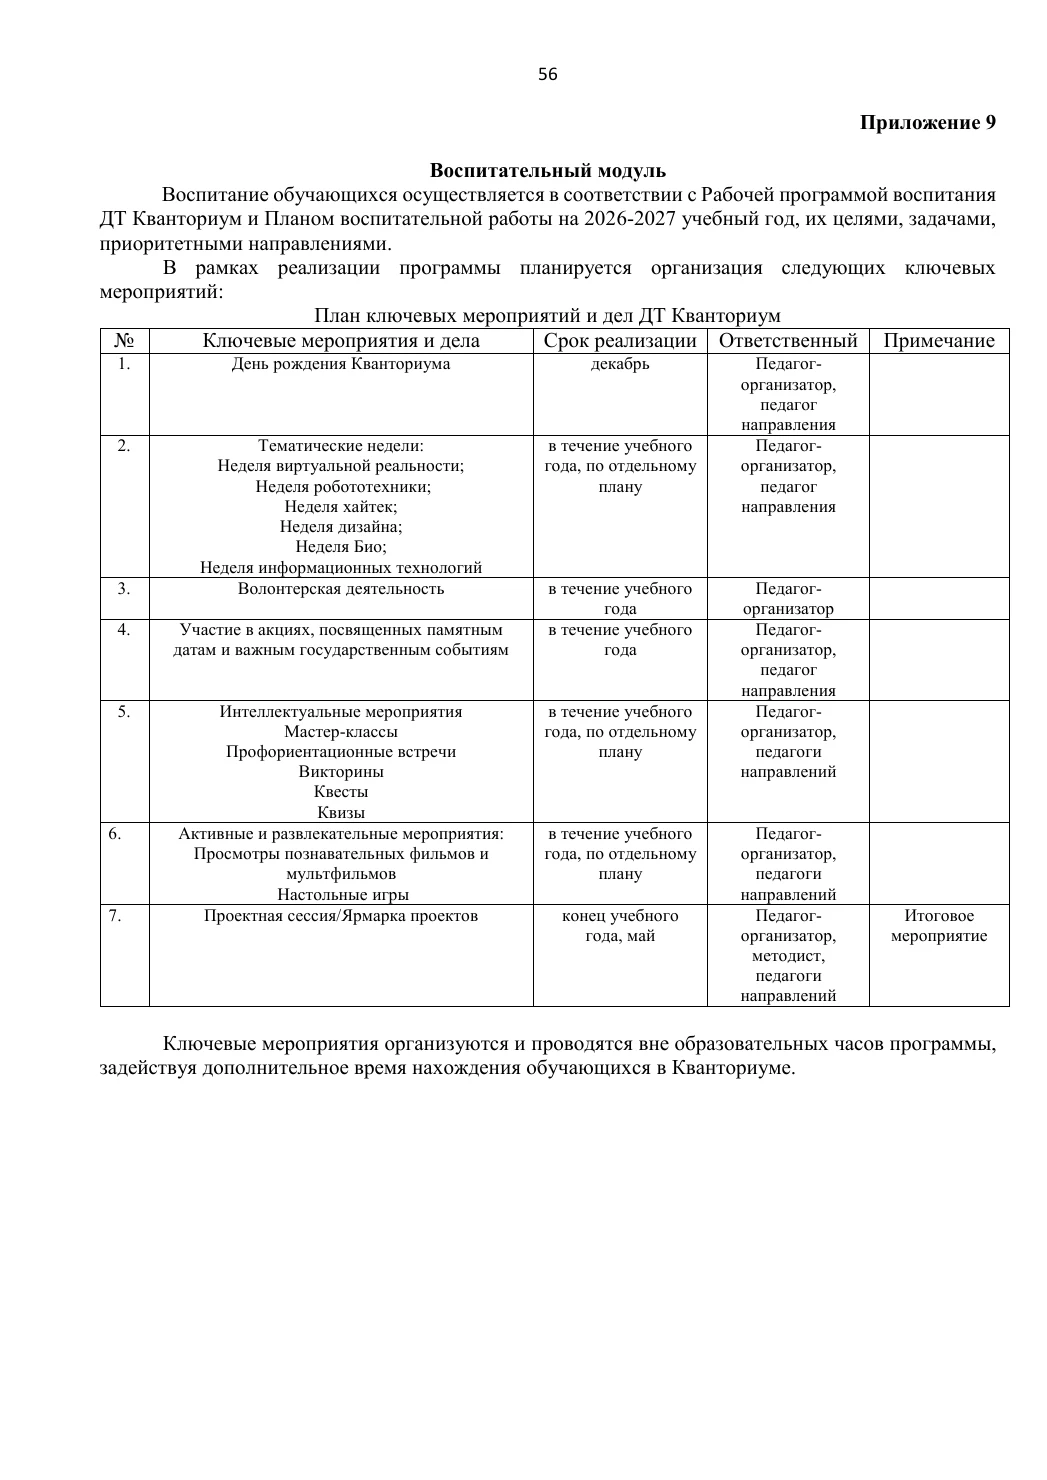 56
Приложение 9
Воспитательный модуль
Воспитание обучающихся осуществляется в соответствии с Рабочей программой воспитания
ДТ Кванториум и Планом воспитательной работы на 2026-2027 учебный год, их целями, задачами,
приоритетными направлениями.
В рамках реализации программы планируется организация следующих ключевых
мероприятий:
План ключевых мероприятий и дел ДТ Кванториум
№ Ключевые мероприятия и дела Срок реализации Ответственный Примечание
1. День рождения Кванториума декабрь Педагог-
организатор,
педагог
направления
2. Тематические недели: в течение учебного Педагог-
Неделя виртуальной реальности; года, по отдельному организатор,
Неделя робототехники; плану педагог
Неделя хайтек; направления
Неделя дизайна;
Неделя Био;
Неделя информационных технологий
3. Волонтерская деятельность в течение учебного Педагог-
года организатор
4. Участие в акциях, посвященных памятным в течение учебного Педагог-
датам и важным государственным событиям года организатор,
педагог
направления
5. Интеллектуальные мероприятия в течение учебного Педагог-
Мастер-классы года, по отдельному организатор,
Профориентационные встречи плану педагоги
Викторины направлений
Квесты
Квизы
6. Активные и развлекательные мероприятия: в течение учебного Педагог-
Просмотры познавательных фильмов и года, по отдельному организатор,
мультфильмов плану педагоги
Настольные игры направлений
7. Проектная сессия/Ярмарка проектов конец учебного Педагог- Итоговое
года, май организатор, мероприятие
методист,
педагоги
направлений
Ключевые мероприятия организуются и проводятся вне образовательных часов программы,
задействуя дополнительное время нахождения обучающихся в Кванториуме.